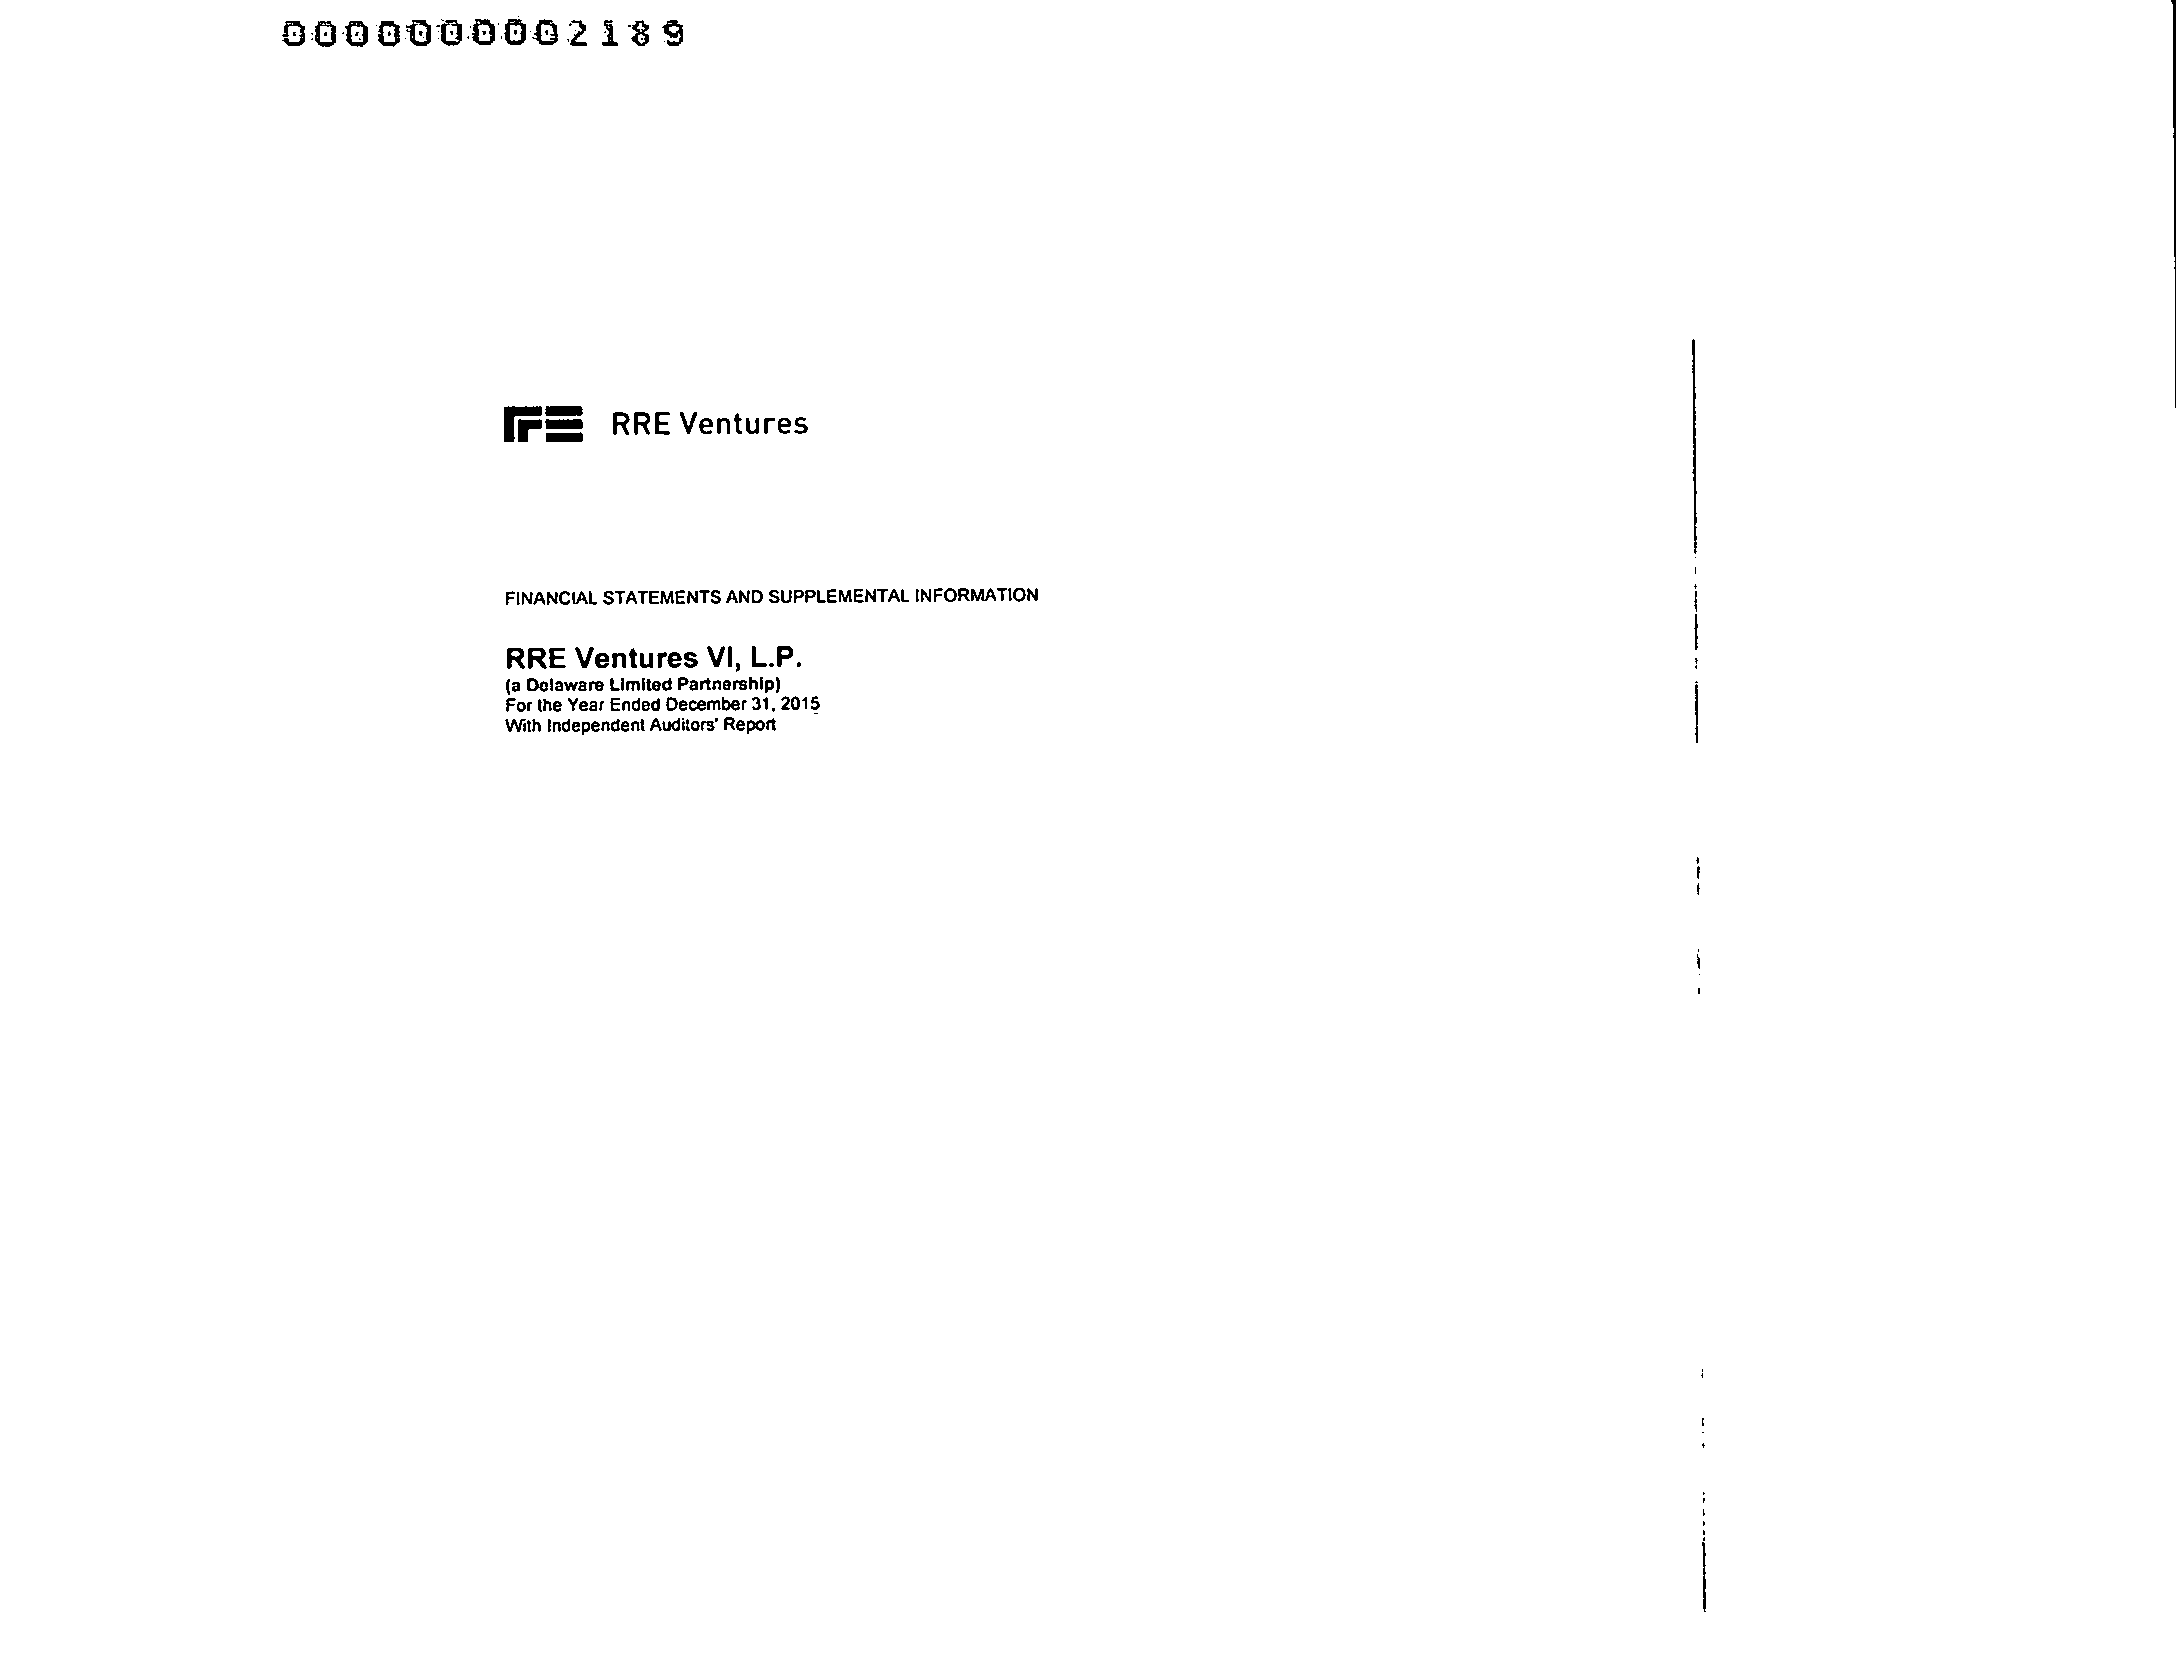 0000000002189
RRE Ventures
FINANCIAL STATEMENTS AND SUPPLEMENTAL INFORMATION
RRE Ventures VI, L.P.
(a Delaware Limited Partnership)
For the Year Ended December 31, 2015
With Independent Auditors' Report